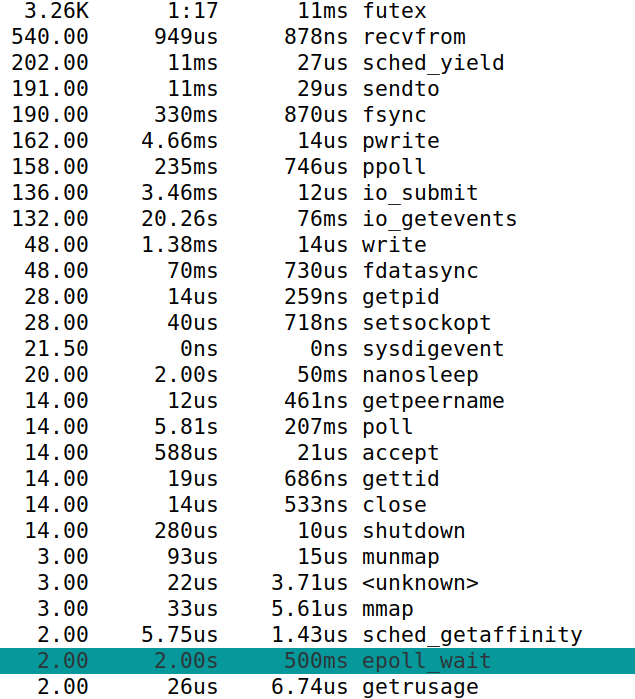 3.26K 1:17 11ms futex
540.00 949us 878ns recvfrom
202.00 11ms 27us sched_yield
191.00 11ms 29us sendto
190.00 330ms 870us fsync
162.00 4.66ms 14us pwrite
158.00 235ms 746us ppoll
136.00 3.46ms 12us io_submit
132.00 20.26s 76ms io_getevents
48.00 1.38ms 14us write
48.00 70ms 730us fdatasync
28.00 14us 259ns getpid
28.00 40us 718ns setsockopt
21.50 0ns 0ns sysdigevent
20.00 2.00s 50ms nanosleep
14.00 12us 461ns getpeername
14.00 5.81s 207ms poll
14.00 588us 21us accept
14.00 19us 686ns gettid
14.00 14us 533ns close
14.00 280us 10us shutdown
3.00 93us 15us munmap
3.00 22us 3.71us <unknown>
3.00 33us 5.61us mmap
2.00 5.75us 1.43us sched_getaffinity
2.00 2.00s 500ms epoll_wait
2.00 26us 6.74us getrusage